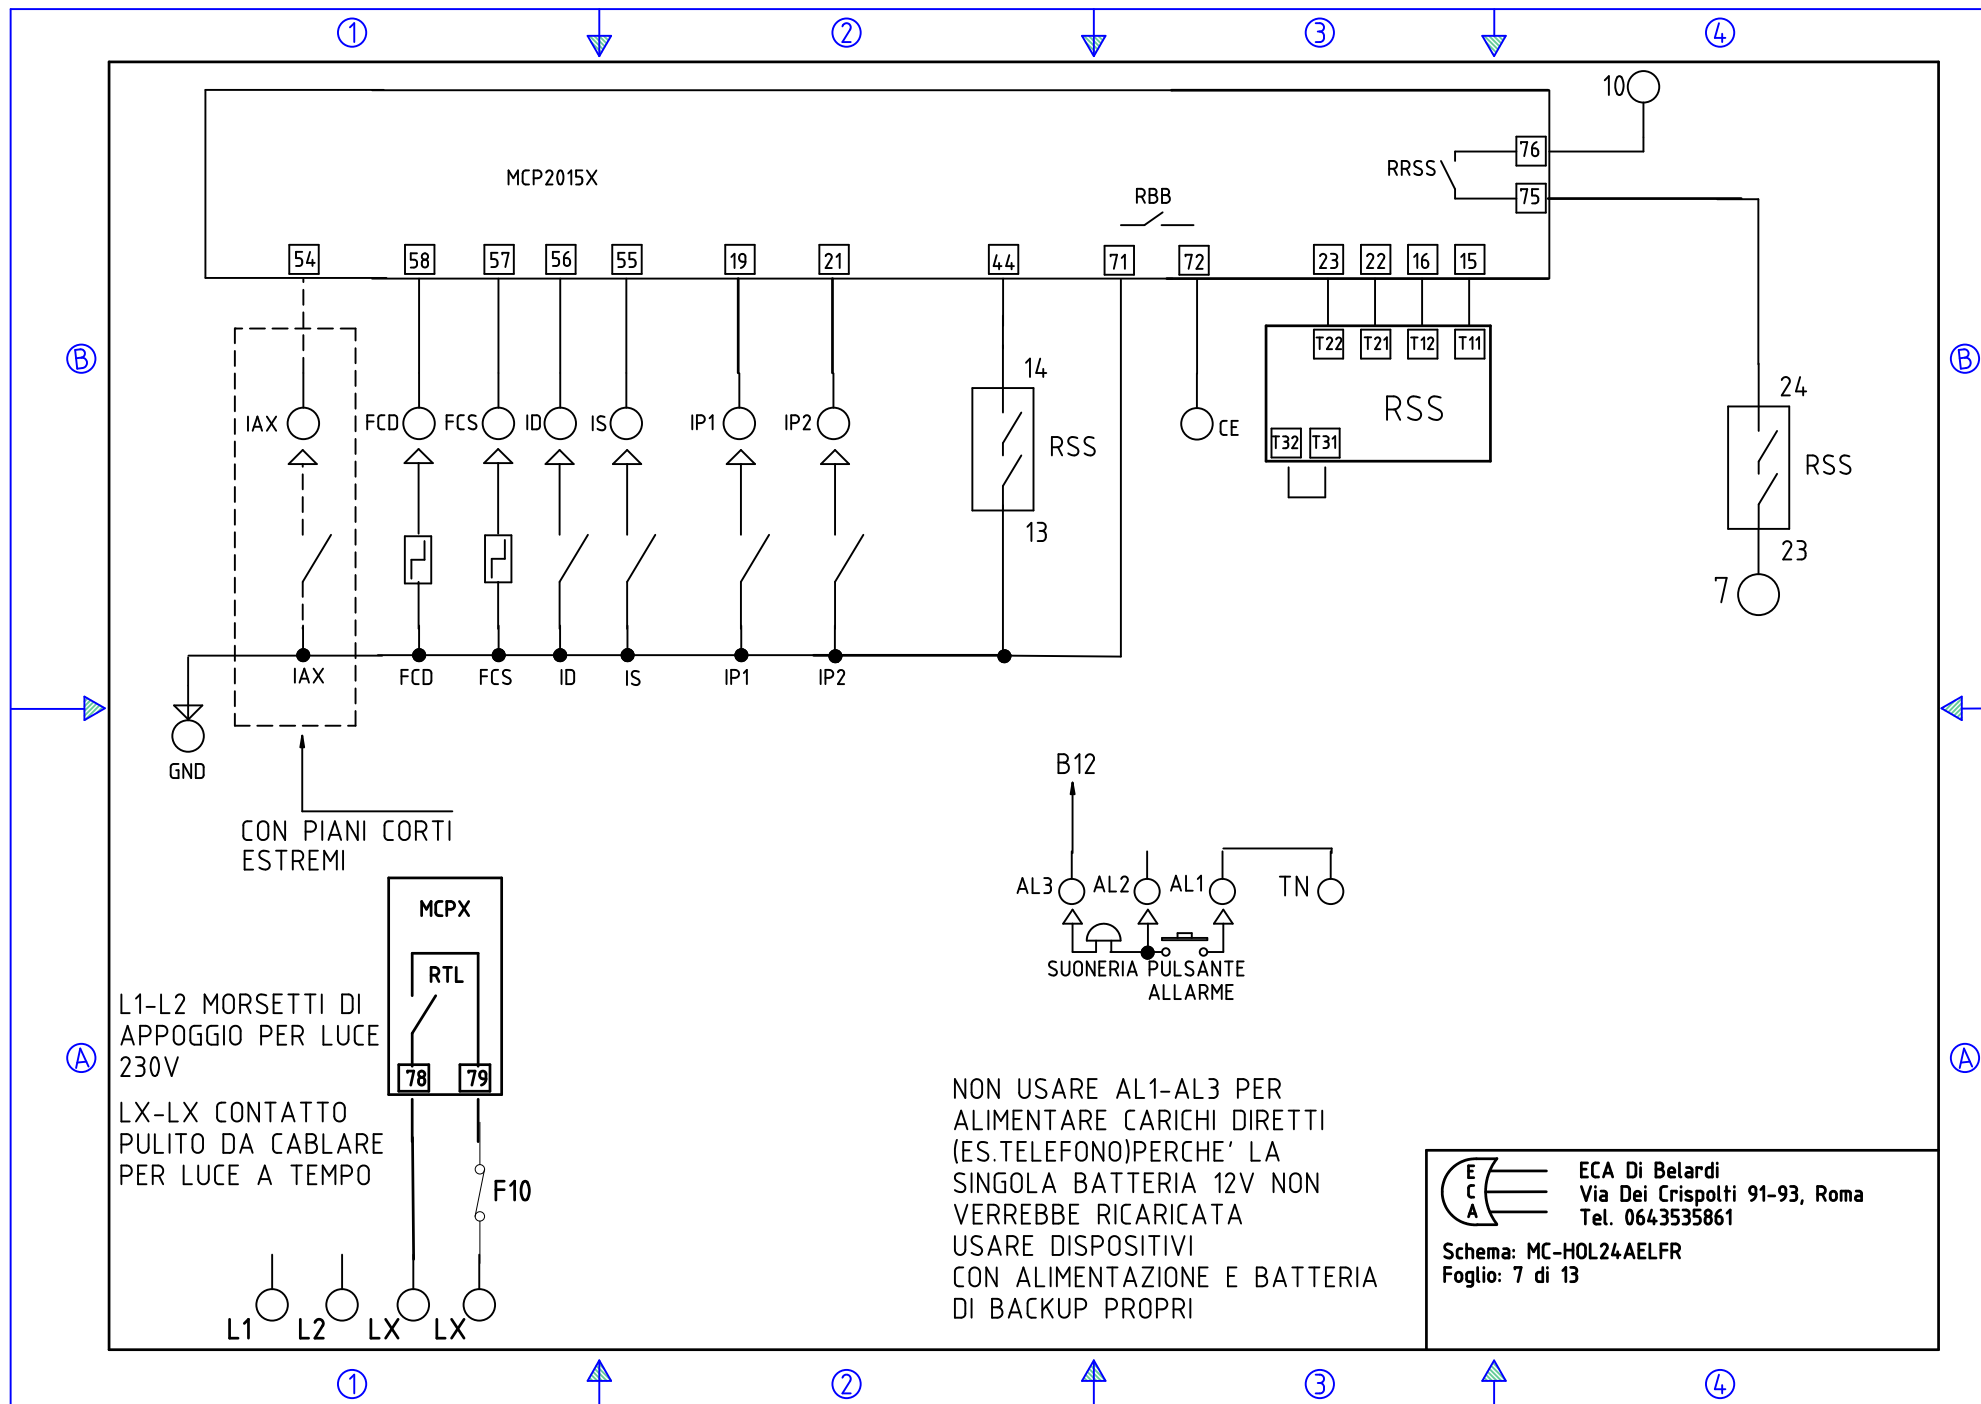 1 2 3 4
10
76
RRSS
MCP2015X
RBB
75
54 58 57 56 55 19 21 44 71 72 23 22 16 15
T22 T21 T12 T11
B B
14
24
RSS
IAX FCD FCS ID IS IP1 IP2 CE
T32 T31
RSS
RSS
13
23
7
IAX FCD FCS ID IS IP1 IP2
GND
B12
CON PIANI CORTI
ESTREMI
AL3 AL2 AL1 TN
MCPX
RTL
SUONERIA PULSANTE
ALLARME
L1-L2 MORSETTI DI
APPOGGIO PER LUCE
230V
A A
78 79
LX-LX CONTATTO
PULITO DA CABLARE
PER LUCE A TEMPO
F10
L1 L2 LX LX
NON USARE AL1-AL3 PER
ALIMENTARE CARICHI DIRETTI
(ES.TELEFONO)PERCHE' LA
SINGOLA BATTERIA 12V NON
VERREBBE RICARICATA
USARE DISPOSITIVI
CON ALIMENTAZIONE E BATTERIA
DI BACKUP PROPRI
E
C
A
ECA Di Belardi
Via Dei Crispolti 91-93, Roma
Tel. 0643535861
Schema: MC-HOL24AELFR
Foglio: 7 di 13
1 2 3 4